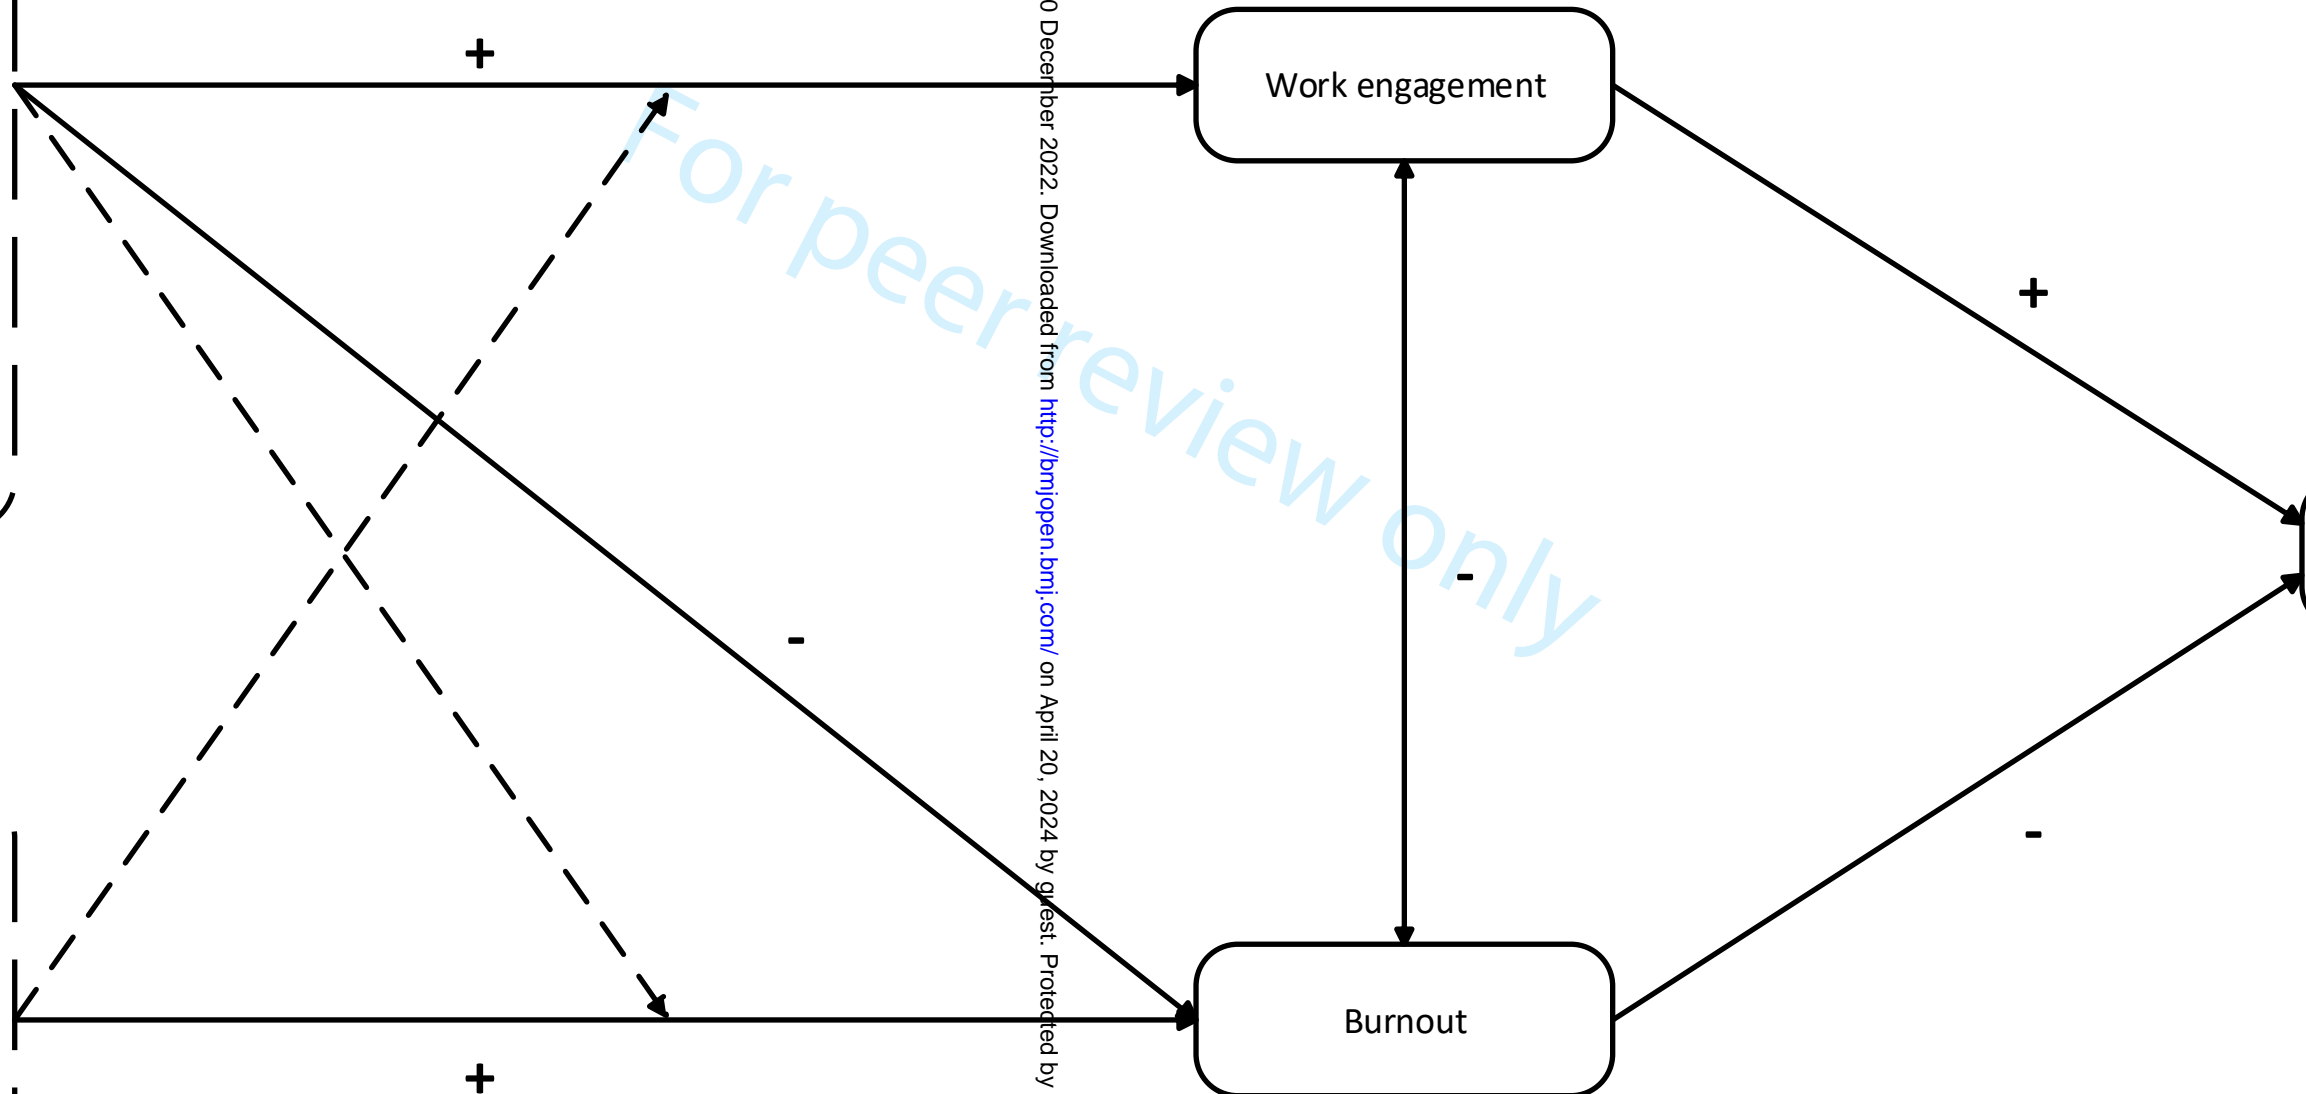 +
Work engagement
+
-
-
-
Burnout
+
For peer review only
0 December 2022. Downloaded from http://bmjopen.bmj.com/ on April 20, 2024 by guest. Protected by